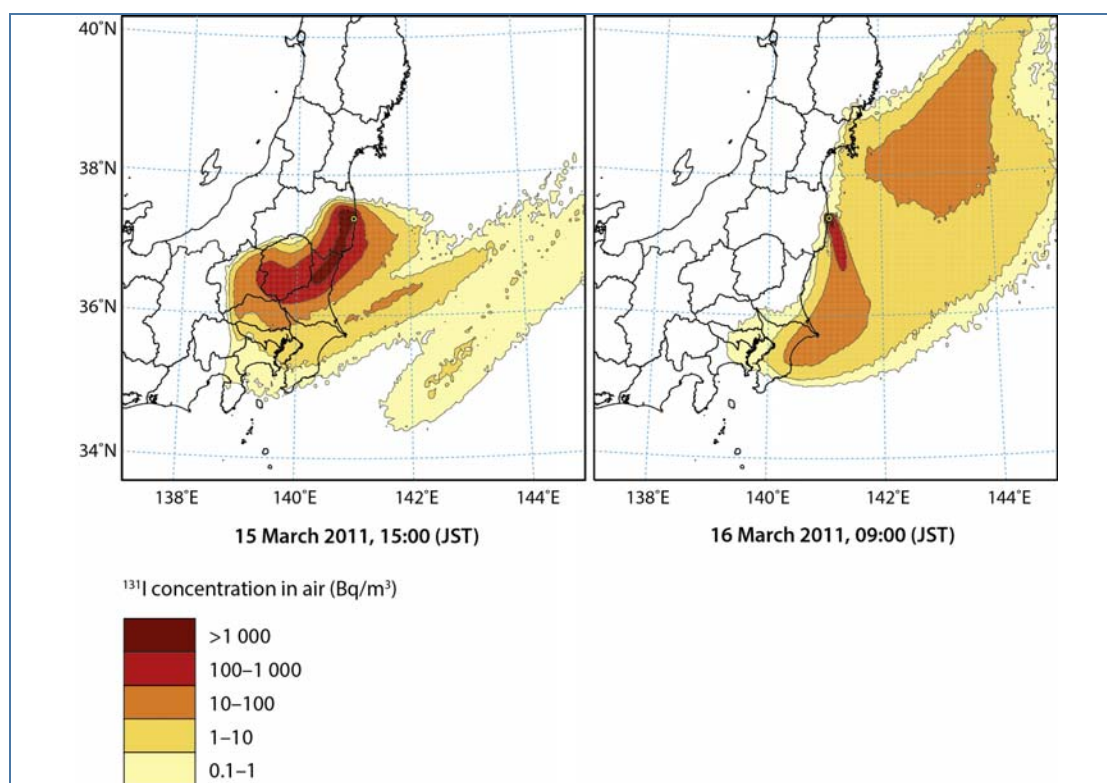 40°N
38°N
36°N
34°N
138°E 140°E 142°E 144°E 138°E 140°E 142°E 144°E
15 March 2011, 15:00 (JST) 16 March 2011, 09:00 (JST)
¹³¹I concentration in air (Bq/m³)
>1 000
100–1 000
10–100
1–10
0.1–1